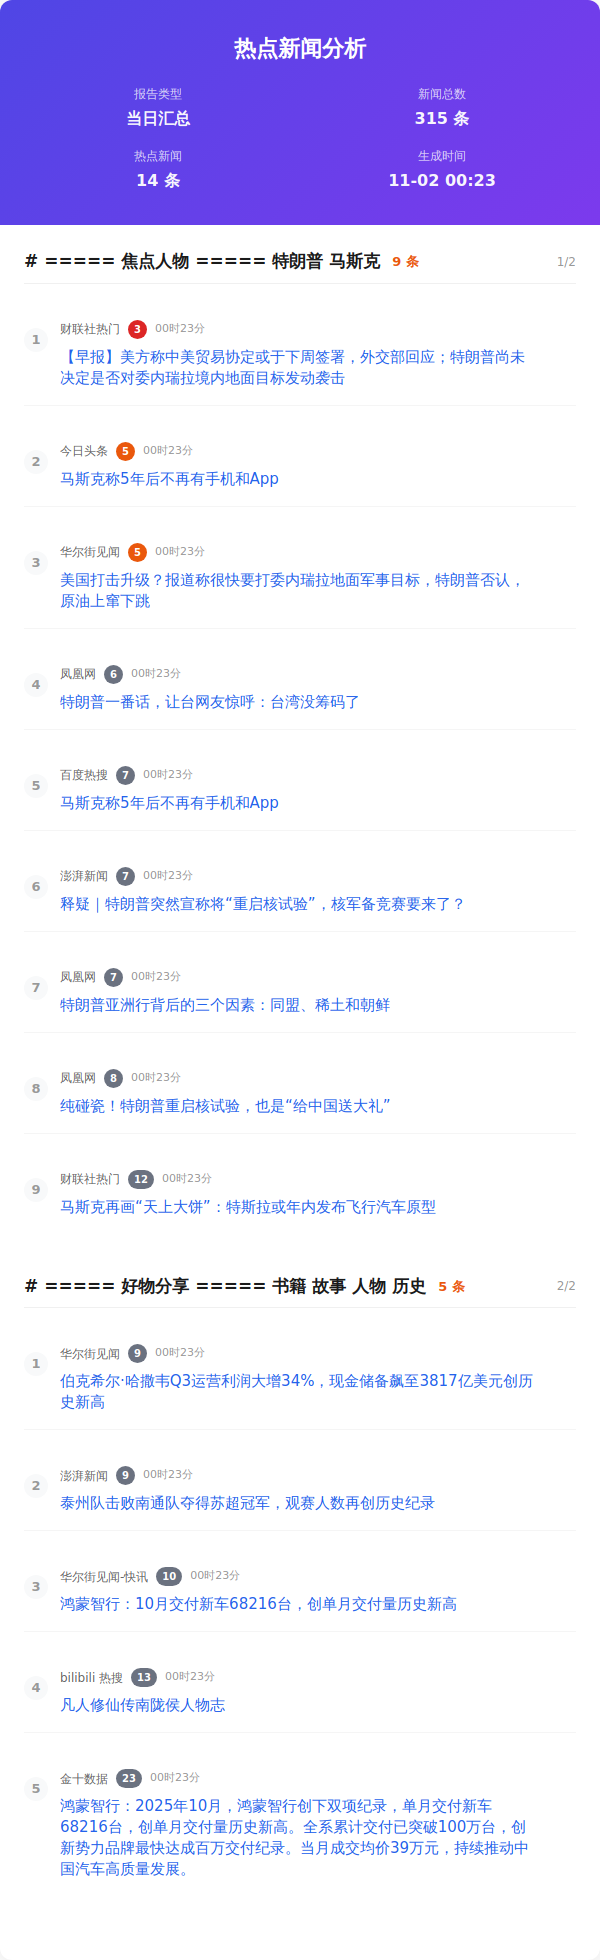 热点新闻分析
报告类型
当日汇总
新闻总数
315 条
热点新闻
14 条
生成时间
11-02 00:23
# ===== 焦点人物 ===== 特朗普 马斯克 9 条 1/2
1
财联社热门 3 00时23分
【早报】美方称中美贸易协定或于下周签署，外交部回应；特朗普尚未
决定是否对委内瑞拉境内地面目标发动袭击
2
今日头条 5 00时23分
马斯克称5年后不再有手机和App
3
华尔街见闻 5 00时23分
美国打击升级？报道称很快要打委内瑞拉地面军事目标，特朗普否认，
原油上窜下跳
4
凤凰网 6 00时23分
特朗普一番话，让台网友惊呼：台湾没筹码了
5
百度热搜 7 00时23分
马斯克称5年后不再有手机和App
6
澎湃新闻 7 00时23分
释疑｜特朗普突然宣称将“重启核试验”，核军备竞赛要来了？
7
凤凰网 7 00时23分
特朗普亚洲行背后的三个因素：同盟、稀土和朝鲜
8
凤凰网 8 00时23分
纯碰瓷！特朗普重启核试验，也是“给中国送大礼”
9
财联社热门 12 00时23分
马斯克再画“天上大饼”：特斯拉或年内发布飞行汽车原型
# ===== 好物分享 ===== 书籍 故事 人物 历史 5 条 2/2
1
华尔街见闻 9 00时23分
伯克希尔·哈撒韦Q3运营利润大增34%，现金储备飙至3817亿美元创历
史新高
2
澎湃新闻 9 00时23分
泰州队击败南通队夺得苏超冠军，观赛人数再创历史纪录
3
华尔街见闻-快讯 10 00时23分
鸿蒙智行：10月交付新车68216台，创单月交付量历史新高
4
bilibili 热搜 13 00时23分
凡人修仙传南陇侯人物志
5
金十数据 23 00时23分
鸿蒙智行：2025年10月，鸿蒙智行创下双项纪录，单月交付新车
68216台，创单月交付量历史新高。全系累计交付已突破100万台，创
新势力品牌最快达成百万交付纪录。当月成交均价39万元，持续推动中
国汽车高质量发展。